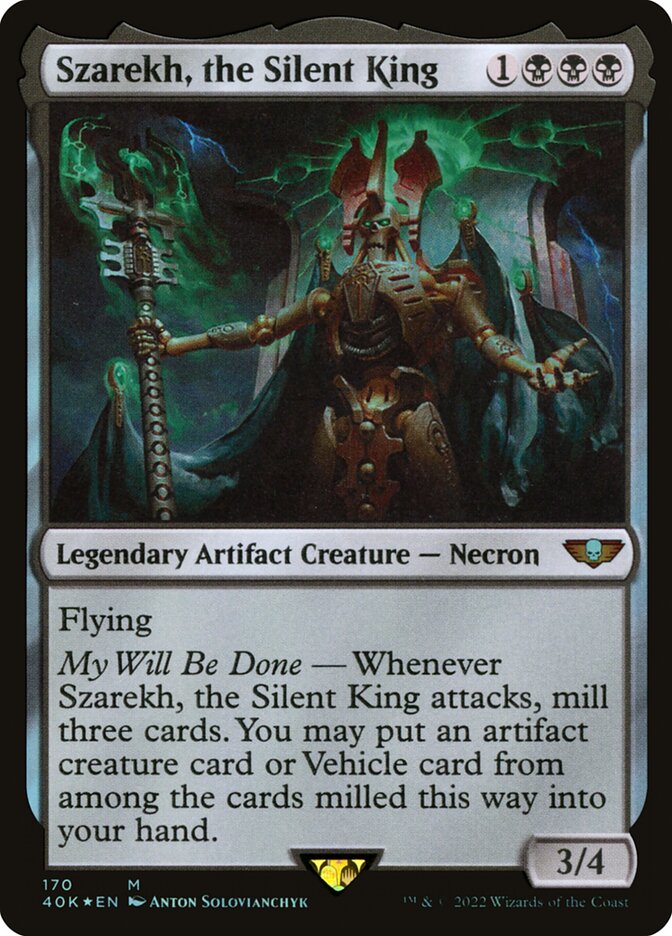 Szarekh, the Silent King 1
Legendary Artifact Creature — Necron
Flying
My Will Be Done — Whenever
Szarekh, the Silent King attacks, mill
three cards. You may put an artifact
creature card or Vehicle card from
among the cards milled this way into
your hand.
3/4
170 M
40K★EN Anton Solovianchyk
™ & © 2022 Wizards of the Coast